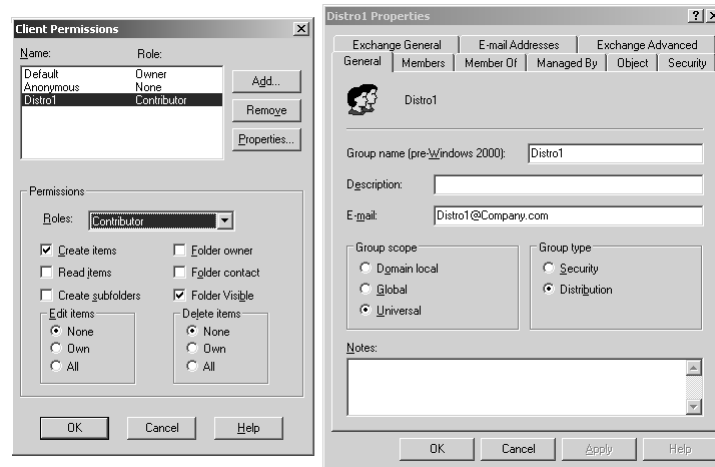 Client Permissions
Name: Role:
Default Owner
Anonymous None
Distro1 Contributor
Add...
Remove
Properties...
Permissions
Roles: Contributor
Create items Folder owner
Read items Folder contact
Create subfolders Folder Visible
Edit items Delete items
None None
Own Own
All All
OK Cancel Help
Distro1 Properties
Exchange General E-mail Addresses Exchange Advanced
General Members Member Of Managed By Object Security
Distro1
Group name (pre-Windows 2000): Distro1
Description:
E-mail: Distro1@Company.com
Group scope Group type
Domain local Security
Global Distribution
Universal
Notes:
OK Cancel Apply Help